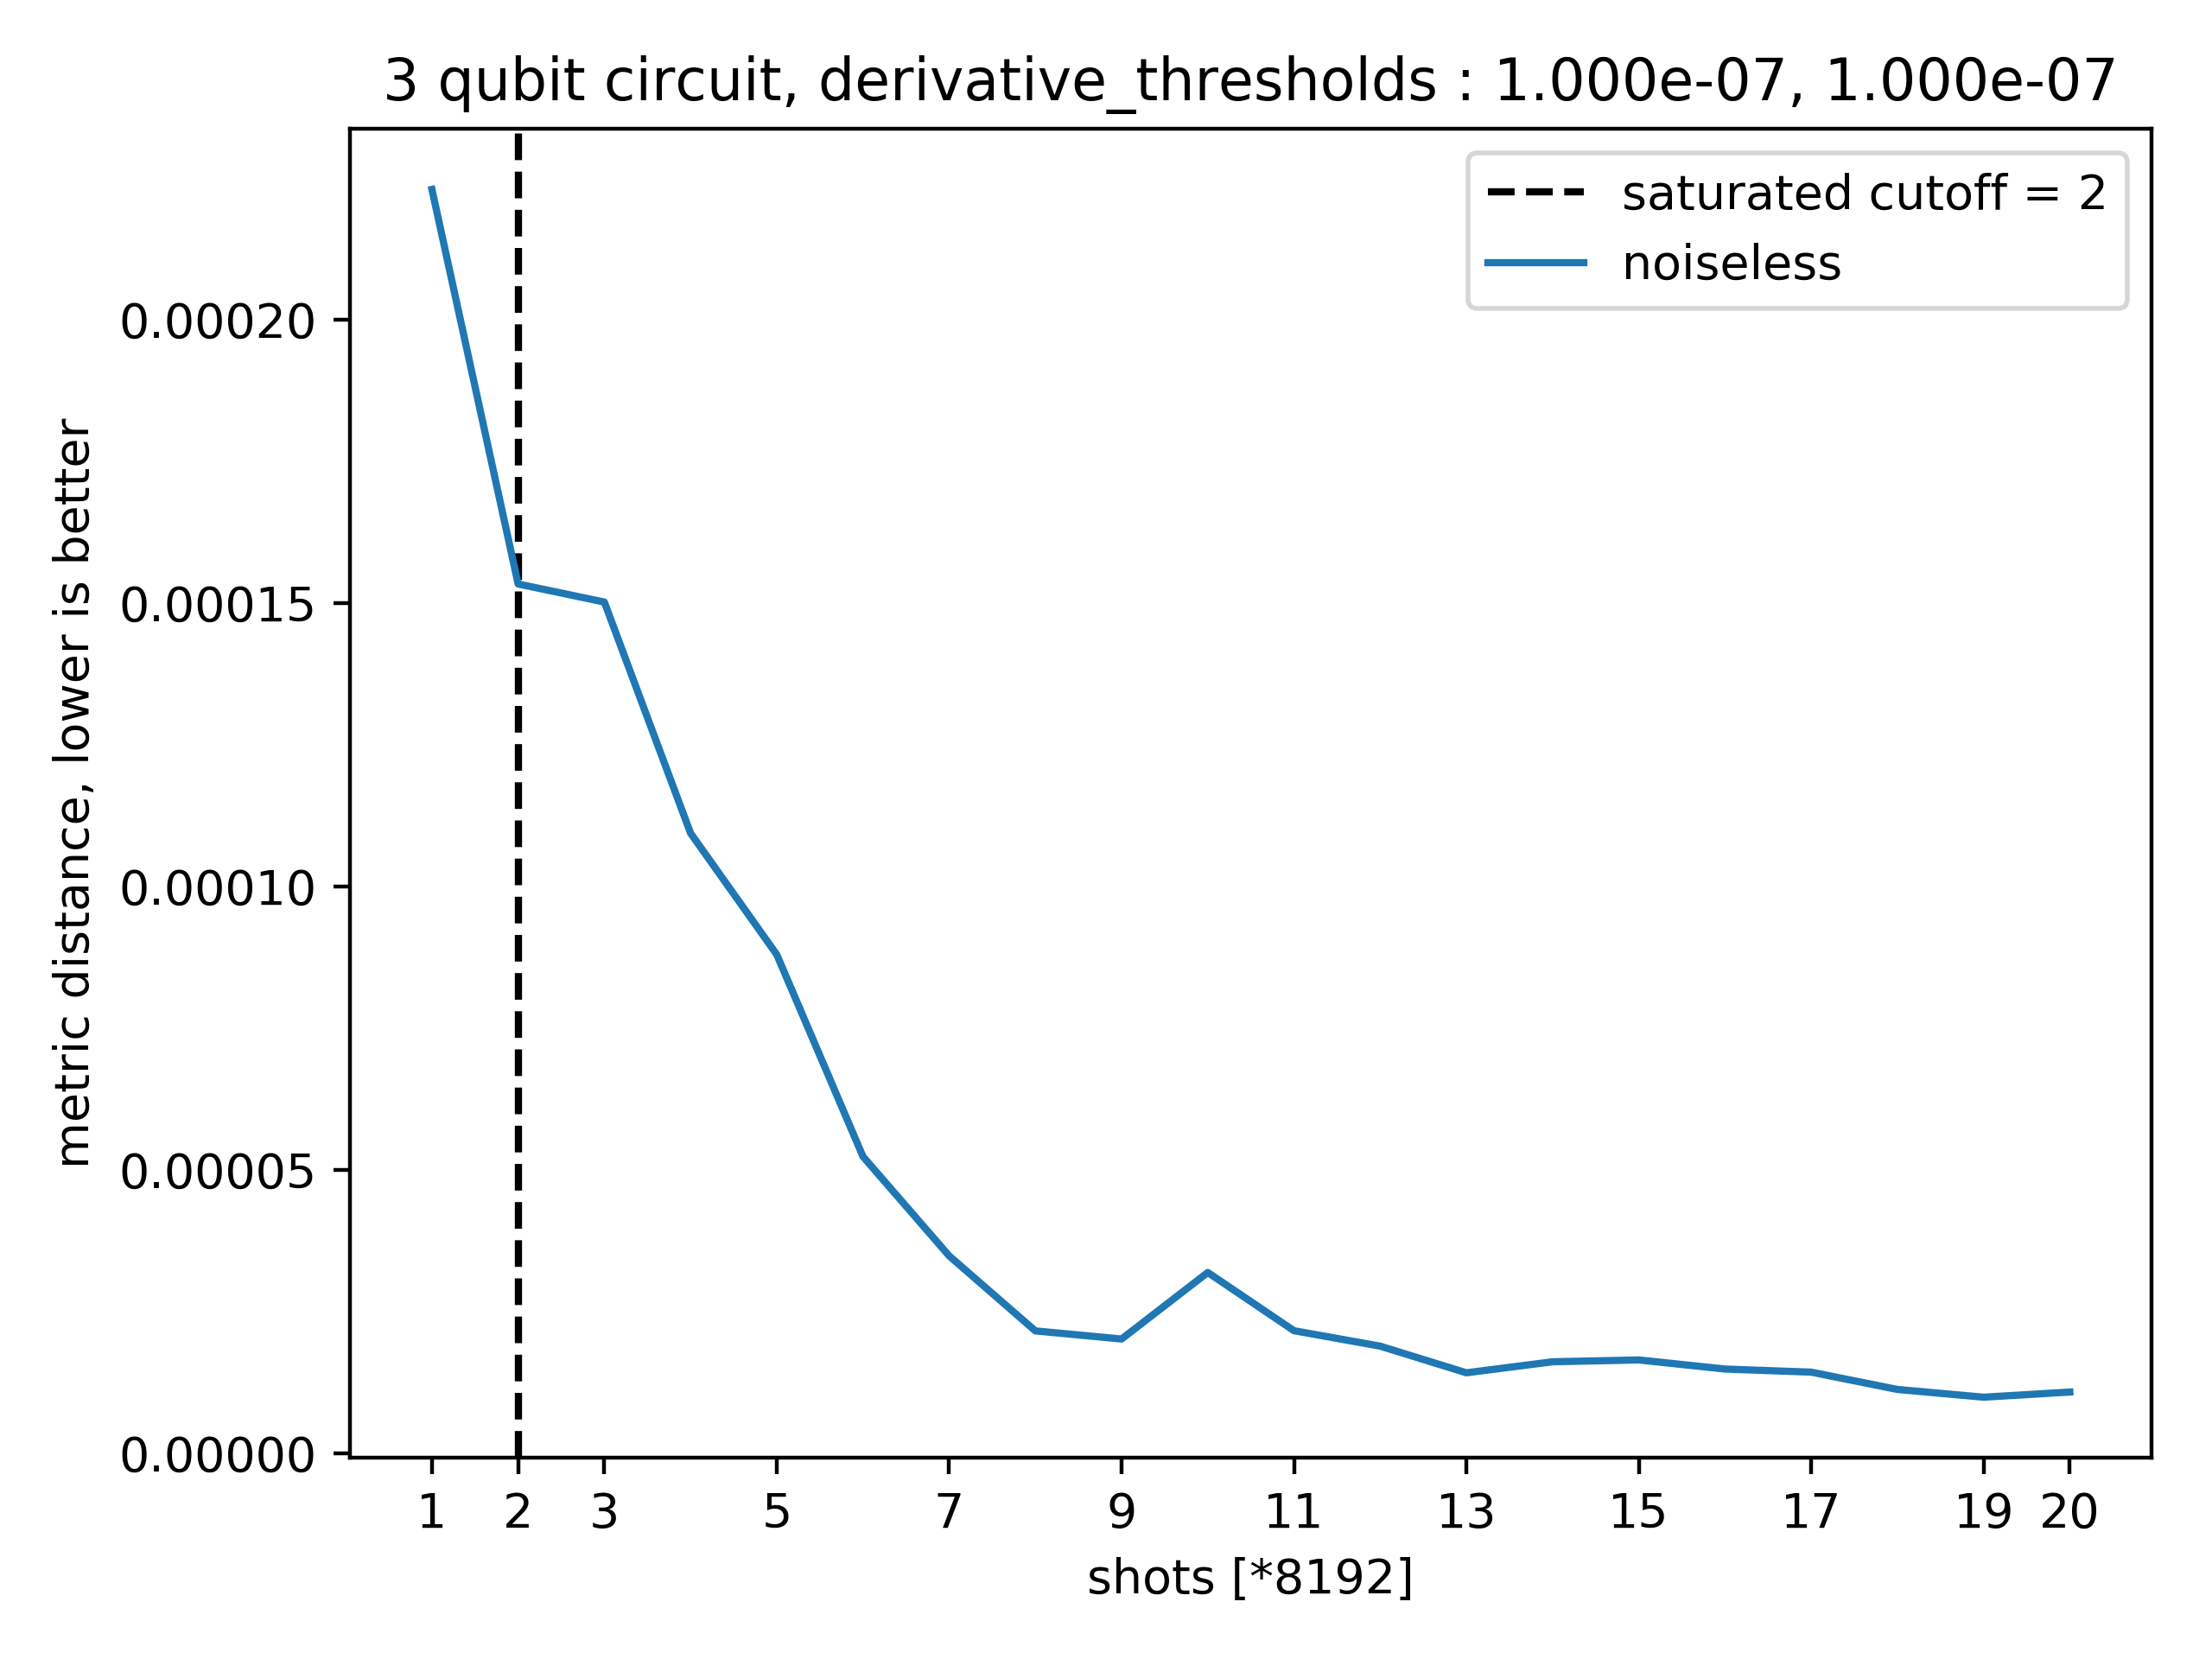 3 qubit circuit, derivative_thresholds : 1.000e-07, 1.000e-07
saturated cutoff = 2
noiseless
metric distance, lower is better
0.00020
0.00015
0.00010
0.00005
0.00000
1 2 3 5 7 9 11 13 15 17 19 20
shots [*8192]